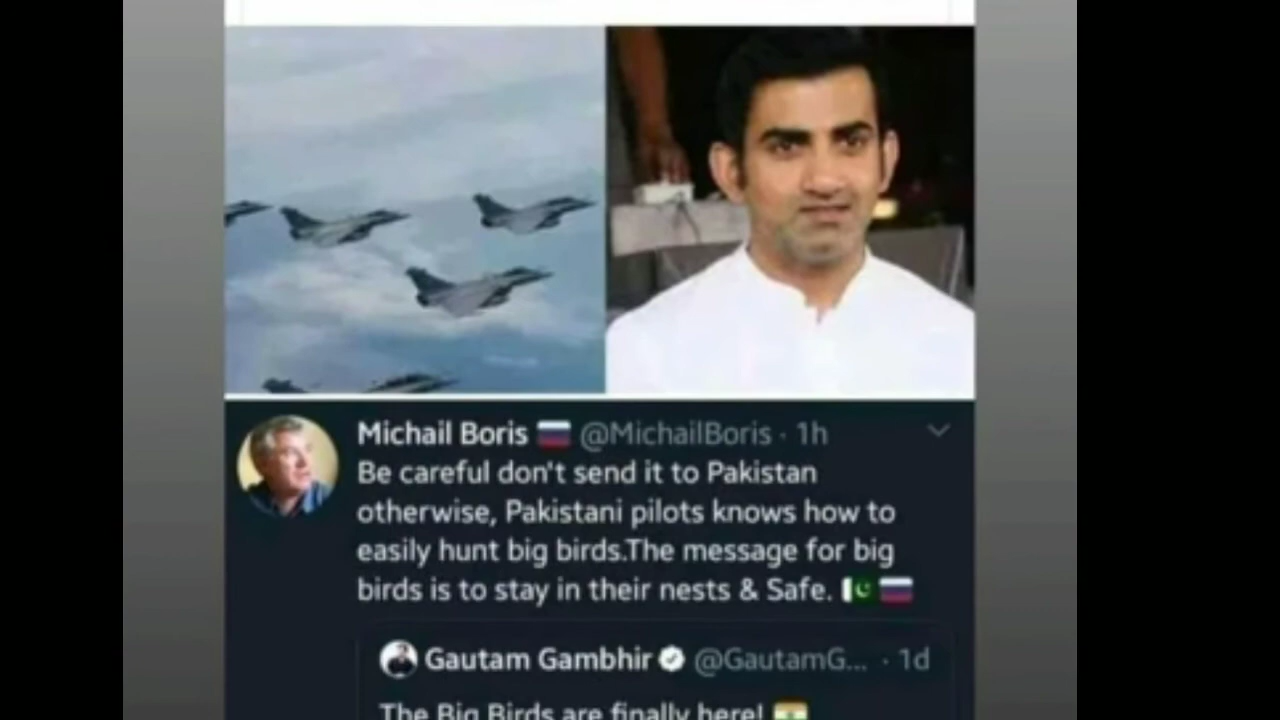 Michail Boris 🇷🇺 @MichailBoris · 1h
Be careful don't send it to Pakistan
otherwise, Pakistani pilots knows how to
easily hunt big birds.The message for big
birds is to stay in their nests & Safe. 🇵🇰🇷🇺
Gautam Gambhir @GautamG... · 1d
The Big Birds are finally here! 🇮🇳